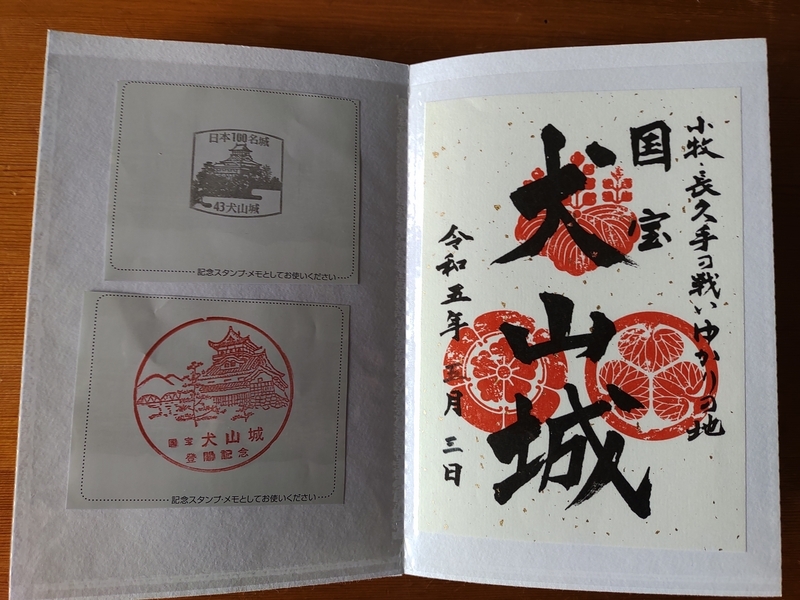 日本100名城
43犬山城
記念スタンプ・メモとしてお使いください
国宝 犬山城
登閣記念
記念スタンプ・メモとしてお使いください
小牧・長久手の戦いゆかりの地
国宝
犬山城
令和五年三月三日